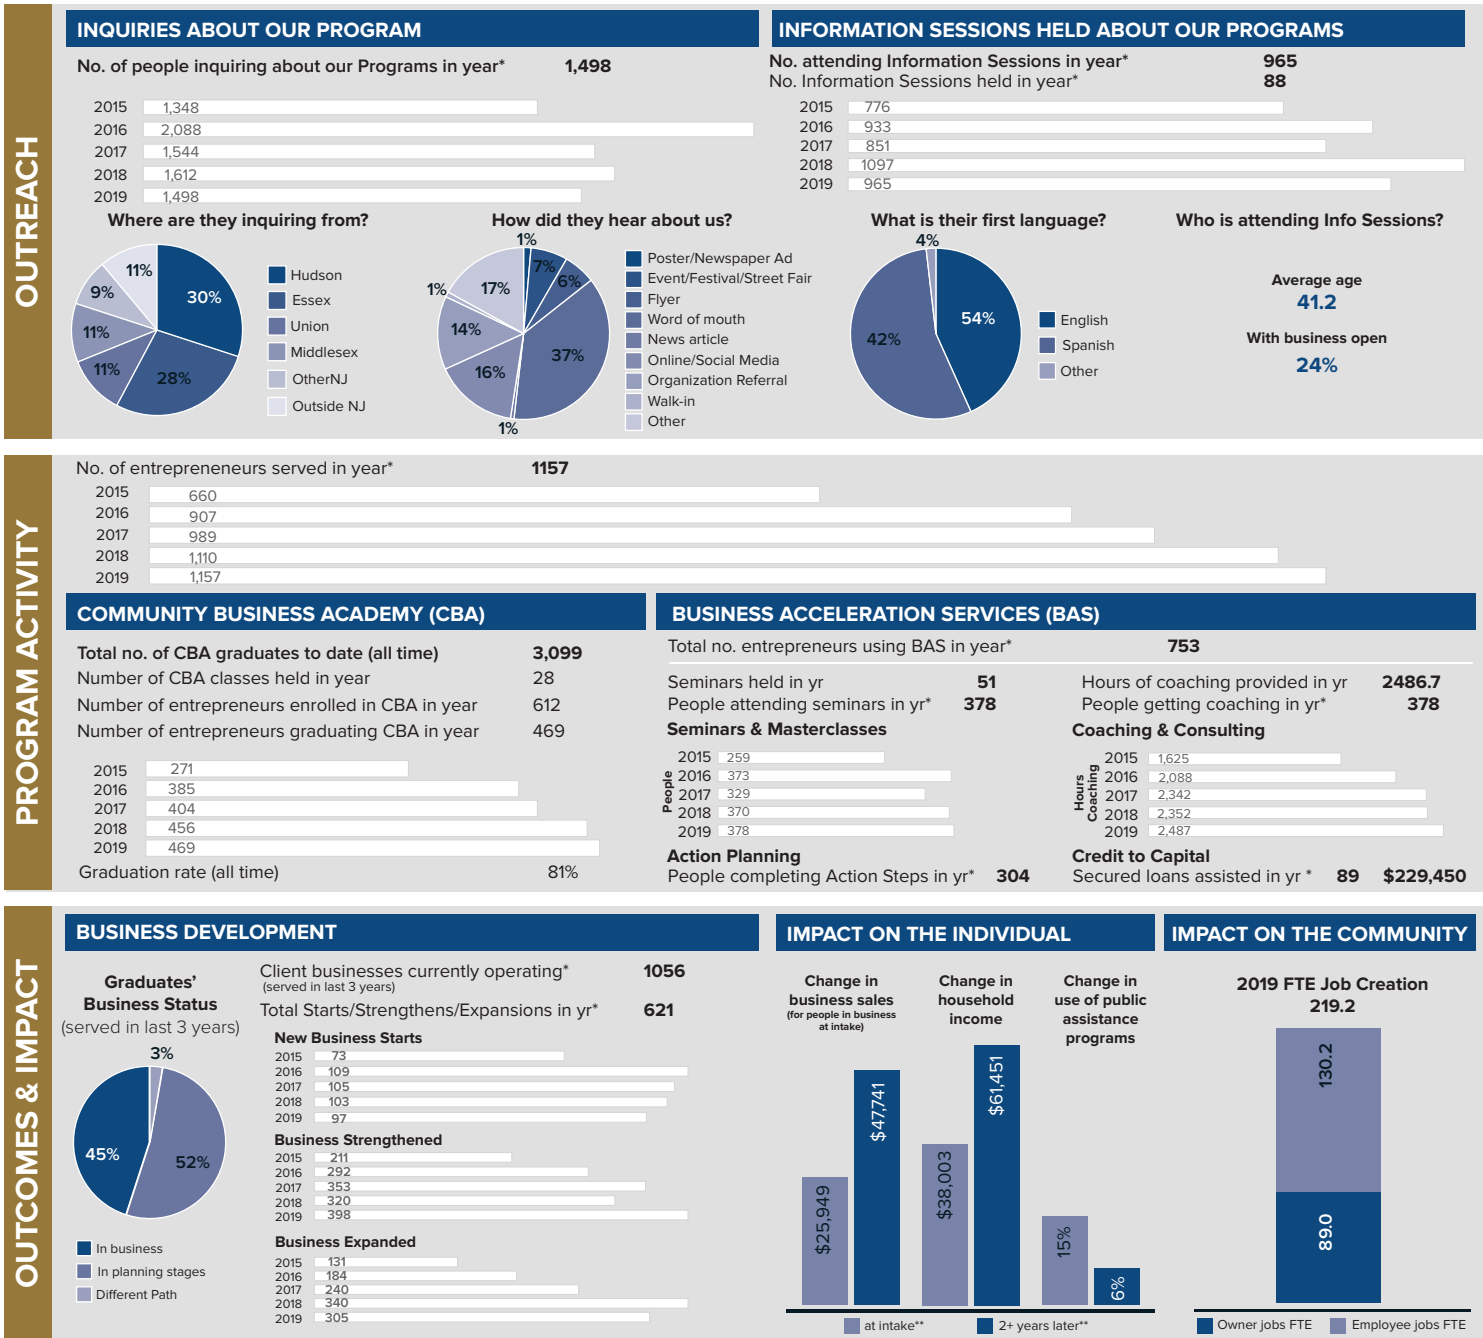 OUTREACH
INQUIRIES ABOUT OUR PROGRAM
No. of people inquiring about our Programs in year* 1,498
2015 1,348
2016 2,088
2017 1,544
2018 1,612
2019 1,498
Where are they inquiring from?
30%
28%
11%
11%
9%
11%
Hudson
Essex
Union
Middlesex
OtherNJ
Outside NJ
How did they hear about us?
1%
7%
6%
37%
1%
16%
14%
1%
17%
Poster/Newspaper Ad
Event/Festival/Street Fair
Flyer
Word of mouth
News article
Online/Social Media
Organization Referral
Walk-in
Other
INFORMATION SESSIONS HELD ABOUT OUR PROGRAMS
No. attending Information Sessions in year* 965
No. Information Sessions held in year* 88
2015 776
2016 933
2017 851
2018 1097
2019 965
What is their first language?
4%
54%
42%
English
Spanish
Other
Who is attending Info Sessions?
Average age
41.2
With business open
24%
PROGRAM ACTIVITY
No. of entrepreneneurs served in year* 1157
2015 660
2016 907
2017 989
2018 1,110
2019 1,157
COMMUNITY BUSINESS ACADEMY (CBA)
Total no. of CBA graduates to date (all time) 3,099
Number of CBA classes held in year 28
Number of entrepreneurs enrolled in CBA in year 612
Number of entrepreneurs graduating CBA in year 469
2015 271
2016 385
2017 404
2018 456
2019 469
Graduation rate (all time) 81%
BUSINESS ACCELERATION SERVICES (BAS)
Total no. entrepreneurs using BAS in year* 753
Seminars held in yr 51
People attending seminars in yr* 378
Seminars & Masterclasses
People
2015 259
2016 373
2017 329
2018 370
2019 378
Action Planning
People completing Action Steps in yr* 304
Hours of coaching provided in yr 2486.7
People getting coaching in yr* 378
Coaching & Consulting
Hours
Coaching
2015 1,625
2016 2,088
2017 2,342
2018 2,352
2019 2,487
Credit to Capital
Secured loans assisted in yr * 89 $229,450
OUTCOMES & IMPACT
BUSINESS DEVELOPMENT
Graduates'
Business Status
(served in last 3 years)
3%
45%
52%
In business
In planning stages
Different Path
Client businesses currently operating* 1056
(served in last 3 years)
Total Starts/Strengthens/Expansions in yr* 621
New Business Starts
2015 73
2016 109
2017 105
2018 103
2019 97
Business Strengthened
2015 211
2016 292
2017 353
2018 320
2019 398
Business Expanded
2015 131
2016 184
2017 240
2018 340
2019 305
IMPACT ON THE INDIVIDUAL
Change in
business sales
(for people in business
at intake)
$25,949
$47,741
Change in
household
income
$38,003
$61,451
Change in
use of public
assistance
programs
15%
6%
at intake**
2+ years later**
IMPACT ON THE COMMUNITY
2019 FTE Job Creation
219.2
130.2
89.0
Owner jobs FTE
Employee jobs FTE